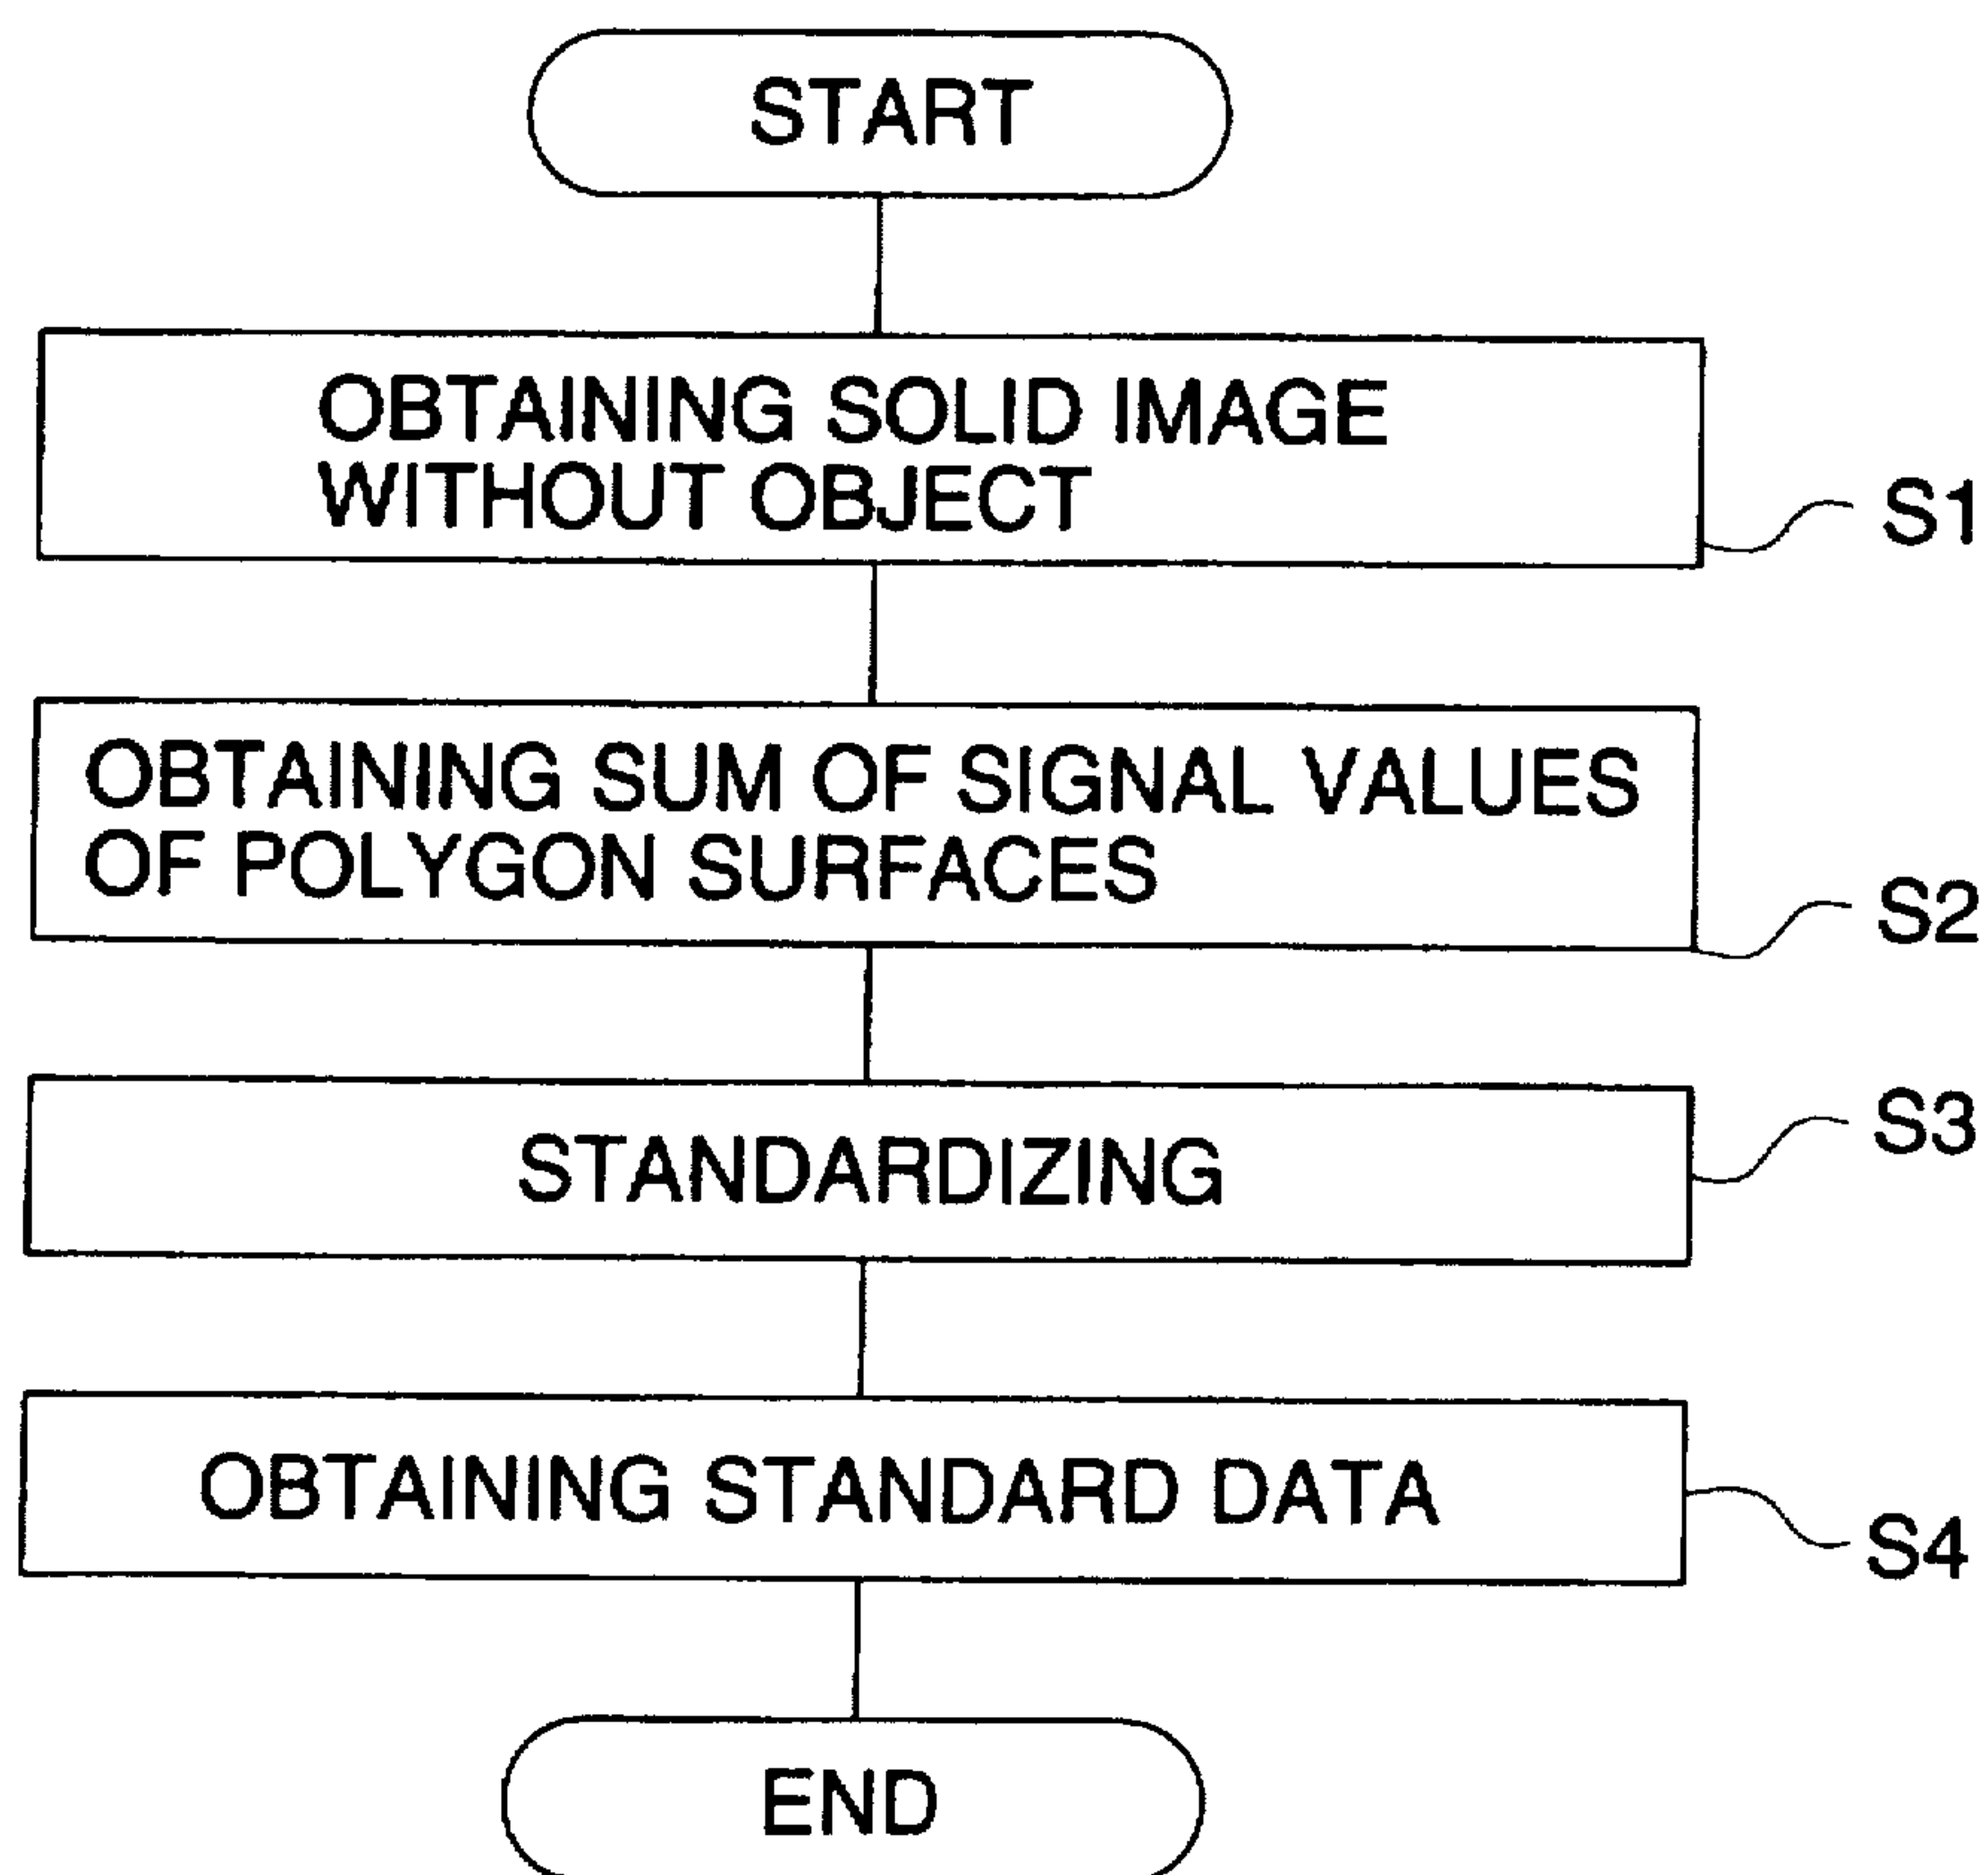 START
OBTAINING SOLID IMAGE
WITHOUT OBJECT
S1
OBTAINING SUM OF SIGNAL VALUES
OF POLYGON SURFACES
S2
STANDARDIZING
S3
OBTAINING STANDARD DATA
S4
END